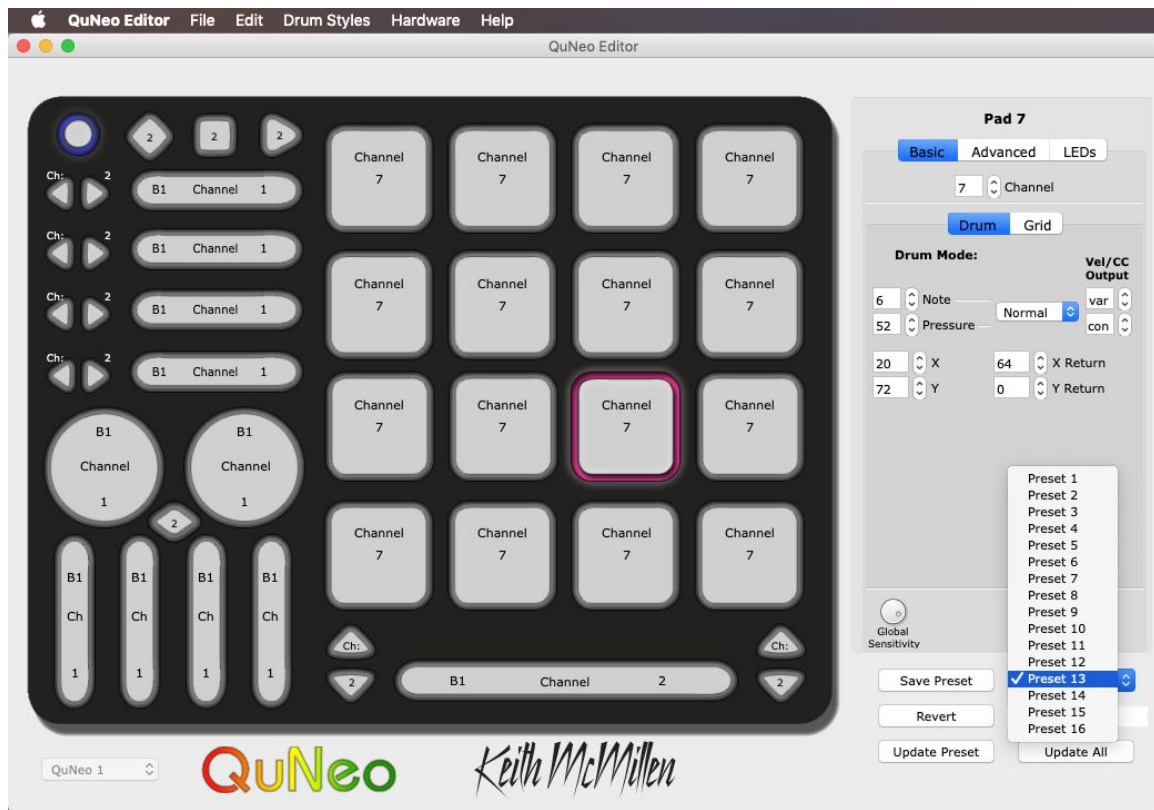 QuNeo Editor File Edit Drum Styles Hardware Help
QuNeo Editor
2 2 2
Ch: 2
B1 Channel 1
Ch: 2
B1 Channel 1
Ch: 2
B1 Channel 1
Ch: 2
B1 Channel 1
B1
Channel
1
B1
Channel
1
2
B1
Ch
1
B1
Ch
1
B1
Ch
1
B1
Ch
1
Channel Channel Channel Channel
7 7 7 7
Channel Channel Channel Channel
7 7 7 7
Channel Channel Channel Channel
7 7 7 7
Channel Channel Channel Channel
7 7 7 7
Ch:
2
B1 Channel 2
Ch:
2
QuNeo 1
QuNeo
Keith McMillen
Pad 7
Basic Advanced LEDs
7 Channel
Drum Grid
Drum Mode:
Vel/CC
Output
6 Note Normal var
52 Pressure con
20 X 64 X Return
72 Y 0 Y Return
Global
Sensitivity
Preset 1
Preset 2
Preset 3
Preset 4
Preset 5
Preset 6
Preset 7
Preset 8
Preset 9
Preset 10
Preset 11
Preset 12
✓ Preset 13
Preset 14
Preset 15
Preset 16
Save Preset
Revert
Update Preset Update All